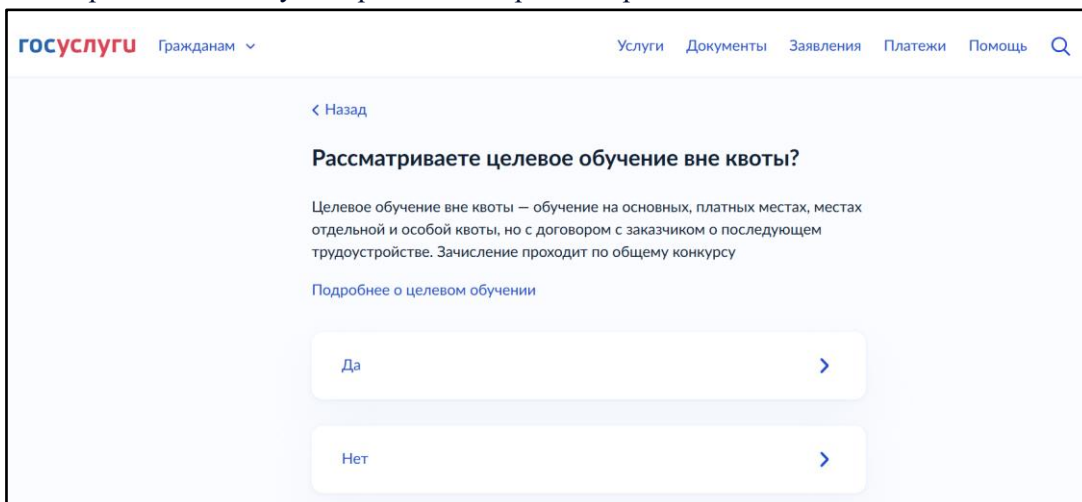 госуслуги Гражданам Услуги Документы Заявления Платежи Помощь
Назад
Рассматриваете целевое обучение вне квоты?
Целевое обучение вне квоты — обучение на основных, платных местах, местах
отдельной и особой квоты, но с договором с заказчиком о последующем
трудоустройстве. Зачисление проходит по общему конкурсу
Подробнее о целевом обучении
Да
Нет